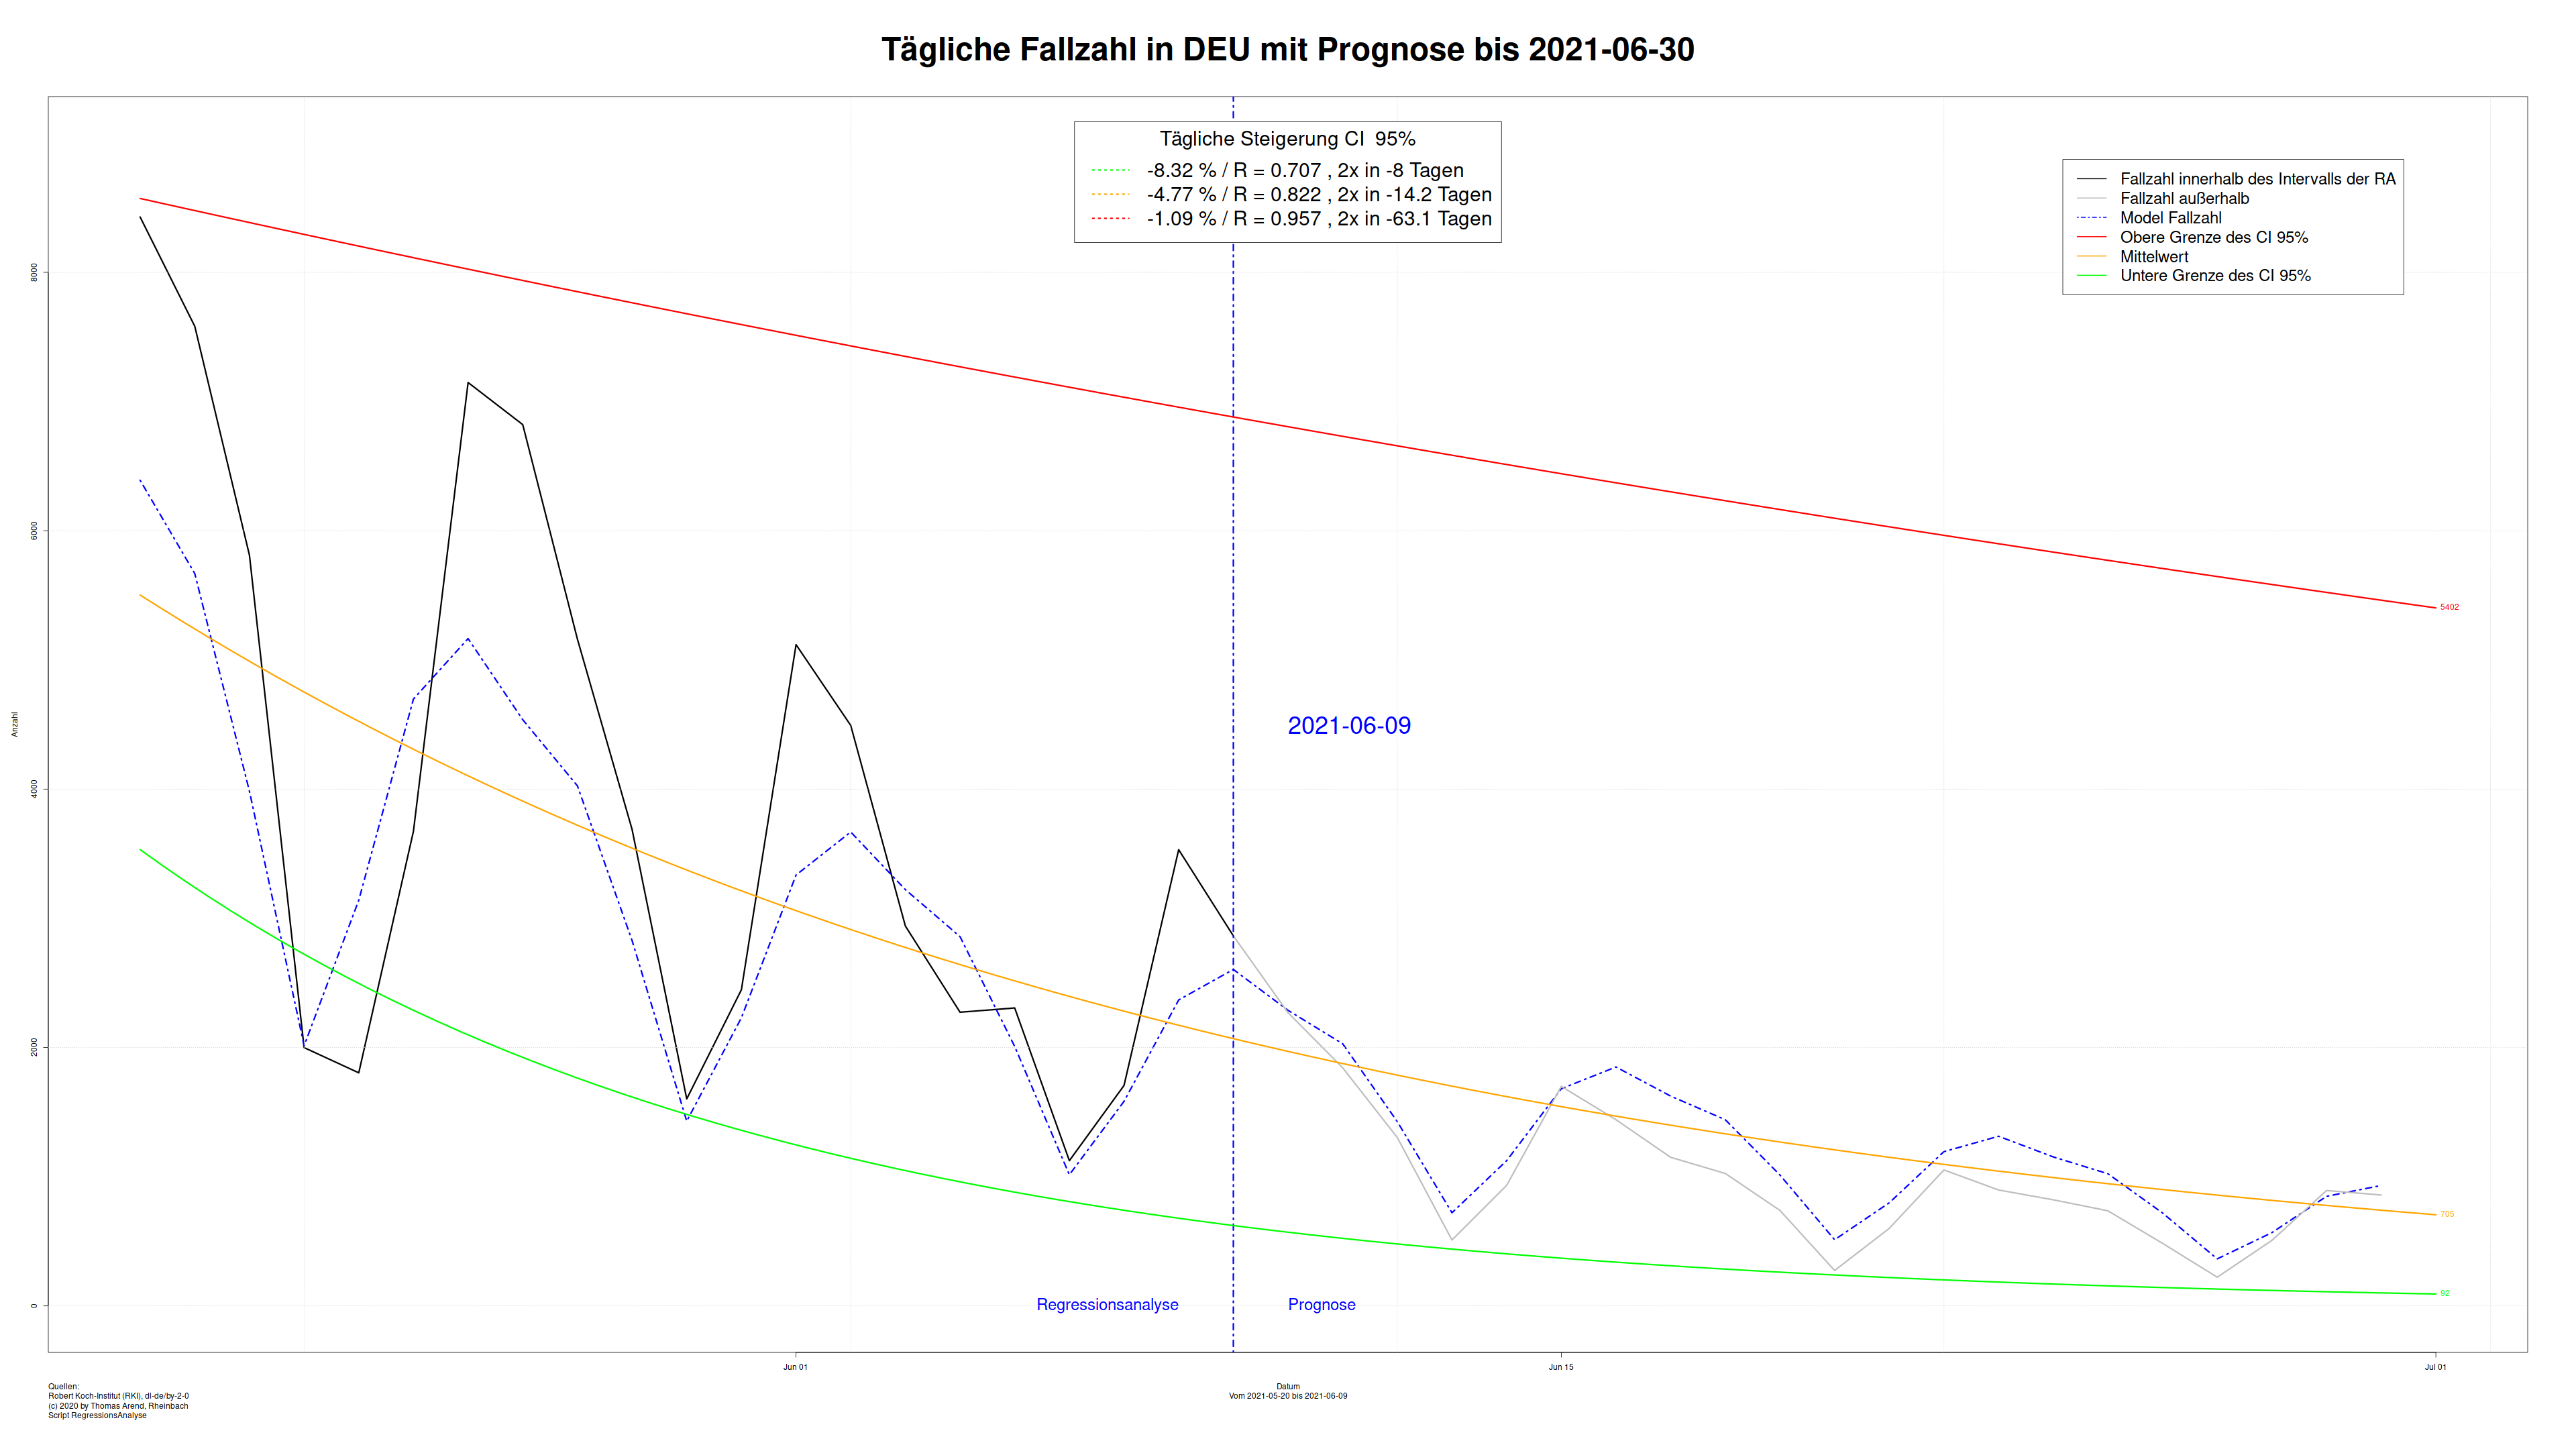 Tägliche Fallzahl in DEU mit Prognose bis 2021-06-30
Tägliche Steigerung CI  95%
-8.32 % / R = 0.707 , 2x in -8 Tagen
-4.77 % / R = 0.822 , 2x in -14.2 Tagen
-1.09 % / R = 0.957 , 2x in -63.1 Tagen
Fallzahl innerhalb des Intervalls der RA
Fallzahl außerhalb
Model Fallzahl
Obere Grenze des CI 95%
Mittelwert
Untere Grenze des CI 95%
8000
6000
4000
2000
0
Anzahl
2021-06-09
5402
705
92
Regressionsanalyse
Prognose
Jun 01
Jun 15
Jul 01
Datum
Vom 2021-05-20 bis 2021-06-09
Quellen:
Robert Koch-Institut (RKI), dl-de/by-2-0
(c) 2020 by Thomas Arend, Rheinbach
Script RegressionsAnalyse